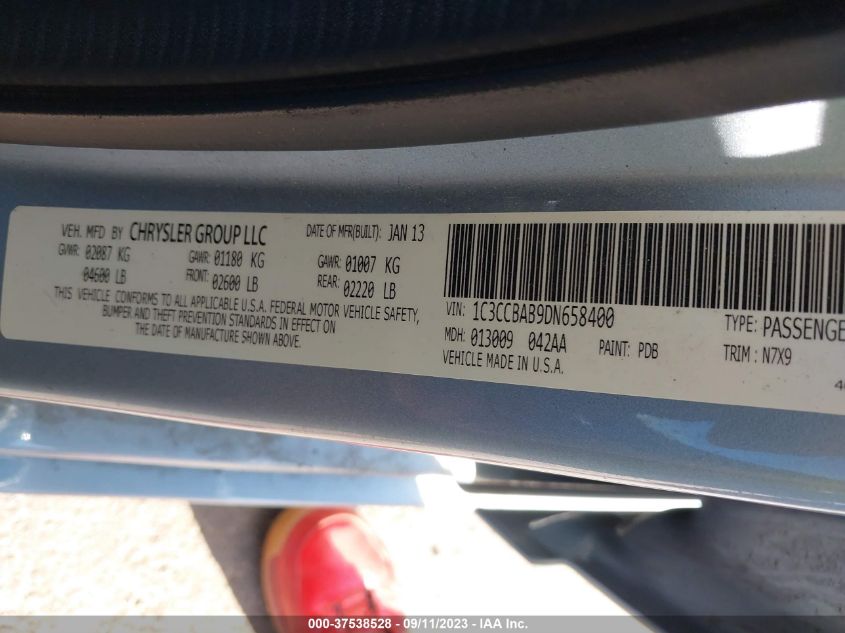 VEH. MFD BY CHRYSLER GROUP LLC DATE OF MFR(BUILT): JAN 13
GVWR: 02087 KG GAWR: 01180 KG GAWR: 01007 KG
04600 LB FRONT: 02600 LB REAR: 02220 LB
THIS VEHICLE CONFORMS TO ALL APPLICABLE U.S.A. FEDERAL MOTOR VEHICLE SAFETY,
BUMPER AND THEFT PREVENTION STANDARDS IN EFFECT ON
THE DATE OF MANUFACTURE SHOWN ABOVE.
VIN: 1C3CCBAB9DN658400 TYPE: PASSENGE
MDH: 013009 042AA PAINT: PDB TRIM: N7X9
VEHICLE MADE IN U.S.A.
000-37538528 - 09/11/2023 - IAA Inc.